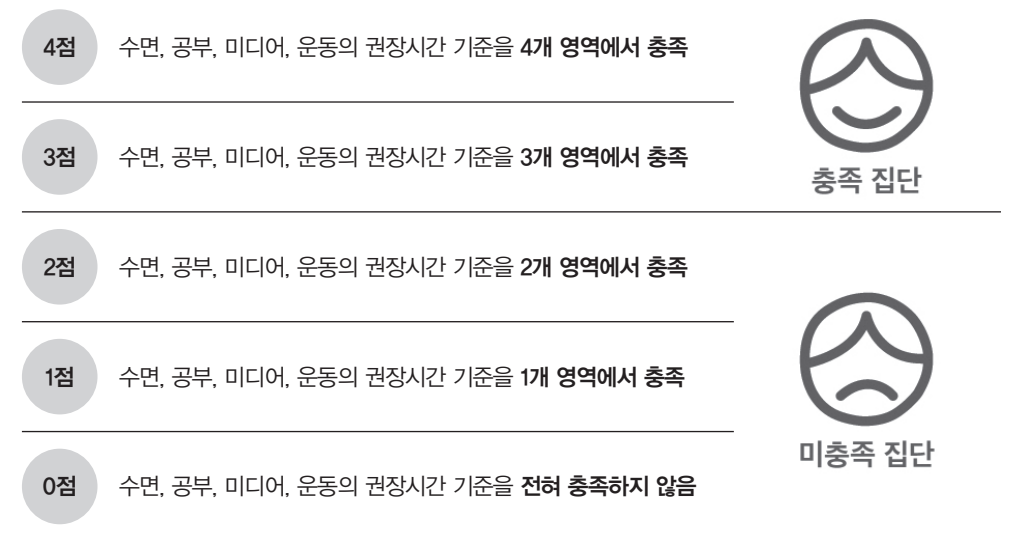 4점 수면, 공부, 미디어, 운동의 권장시간 기준을 4개 영역에서 충족
3점 수면, 공부, 미디어, 운동의 권장시간 기준을 3개 영역에서 충족
충족 집단
2점 수면, 공부, 미디어, 운동의 권장시간 기준을 2개 영역에서 충족
1점 수면, 공부, 미디어, 운동의 권장시간 기준을 1개 영역에서 충족
미충족 집단
0점 수면, 공부, 미디어, 운동의 권장시간 기준을 전혀 충족하지 않음